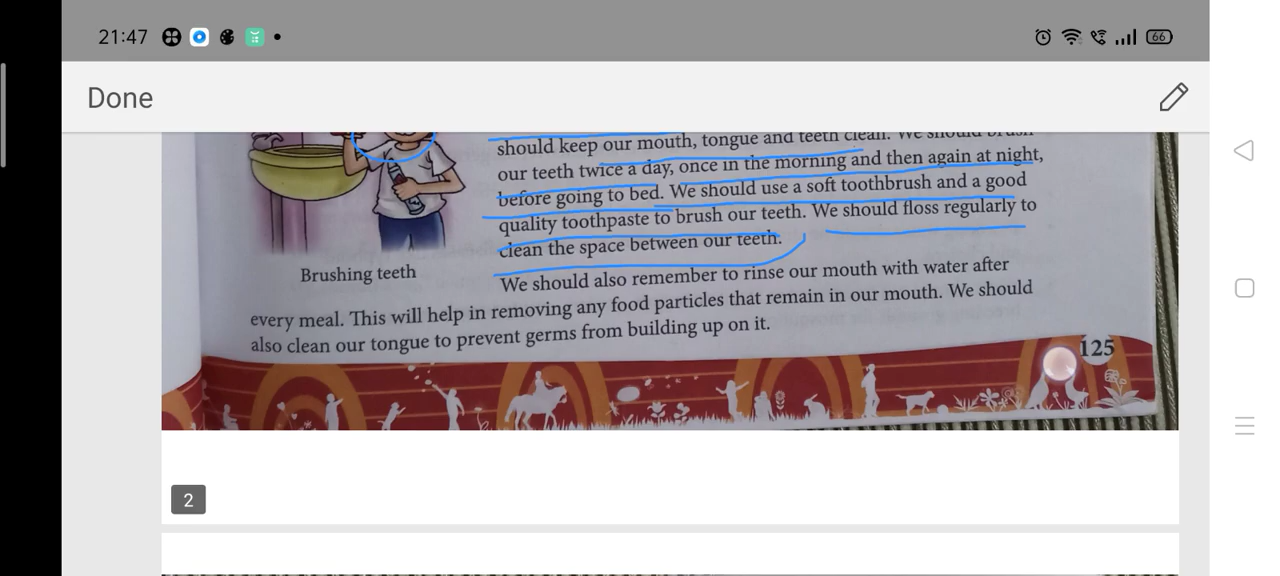 21:47
66
Done
should keep our mouth, tongue and teeth clean. We should brush
our teeth twice a day, once in the morning and then again at night,
before going to bed. We should use a soft toothbrush and a good
quality toothpaste to brush our teeth. We should floss regularly to
clean the space between our teeth.
Brushing teeth
We should also remember to rinse our mouth with water after
every meal. This will help in removing any food particles that remain in our mouth. We should
also clean our tongue to prevent germs from building up on it.
125
2